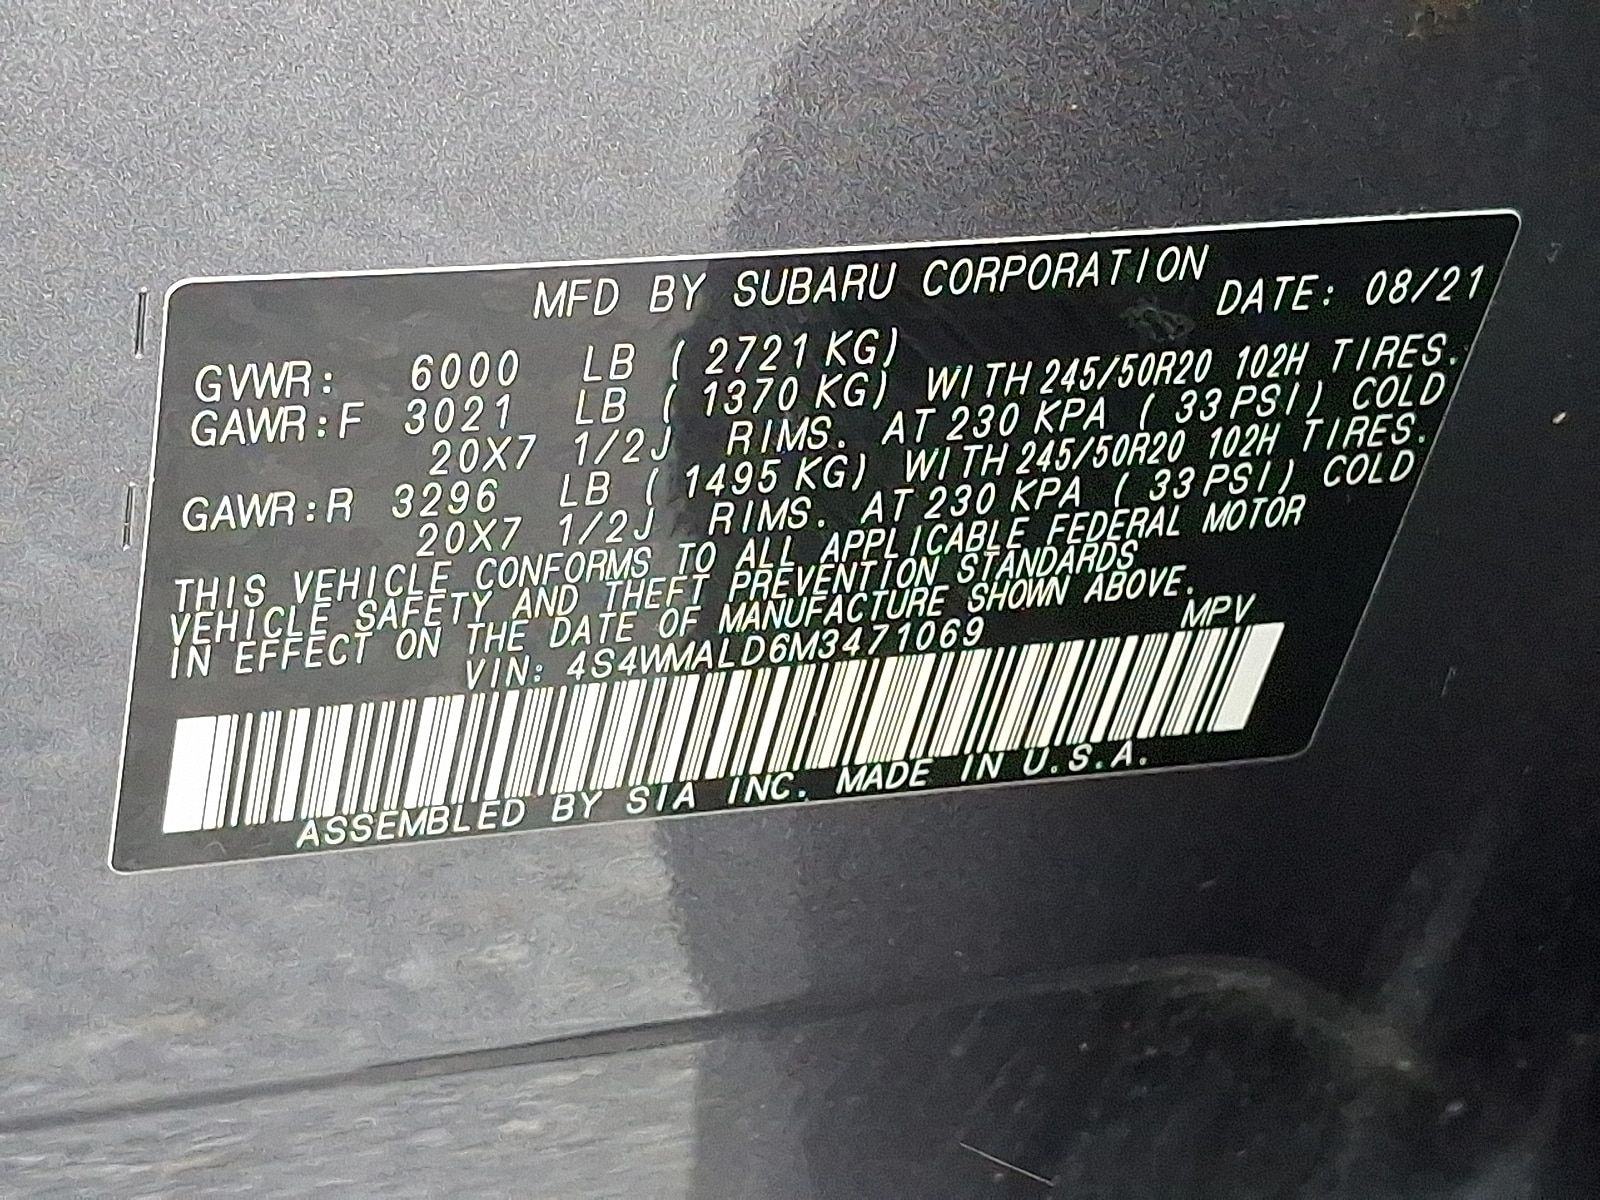 MFD BY SUBARU CORPORATION DATE: 08/21
GVWR: 6000 LB (2721 KG)
GAWR:F 3021 LB (1370 KG) WITH 245/50R20 102H TIRES.
20X7 1/2J RIMS. AT 230 KPA (33 PSI) COLD
GAWR:R 3296 LB (1495 KG) WITH 245/50R20 102H TIRES.
20X7 1/2J RIMS. AT 230 KPA (33 PSI) COLD
THIS VEHICLE CONFORMS TO ALL APPLICABLE FEDERAL MOTOR
VEHICLE SAFETY AND THEFT PREVENTION STANDARDS
IN EFFECT ON THE DATE OF MANUFACTURE SHOWN ABOVE.
VIN: 4S4WMALD6M3471069 MPV
ASSEMBLED BY SIA INC. MADE IN U.S.A.